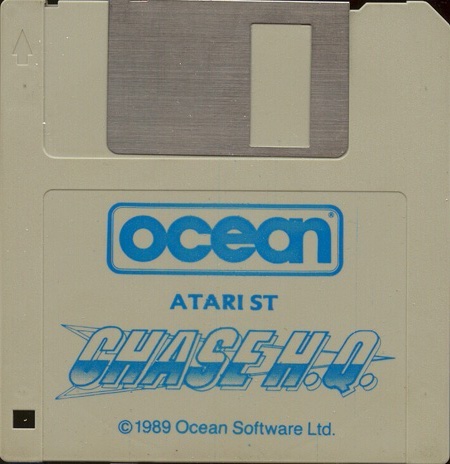 ocean®
ATARI ST
CHASE H.Q.
©1989 Ocean Software Ltd.